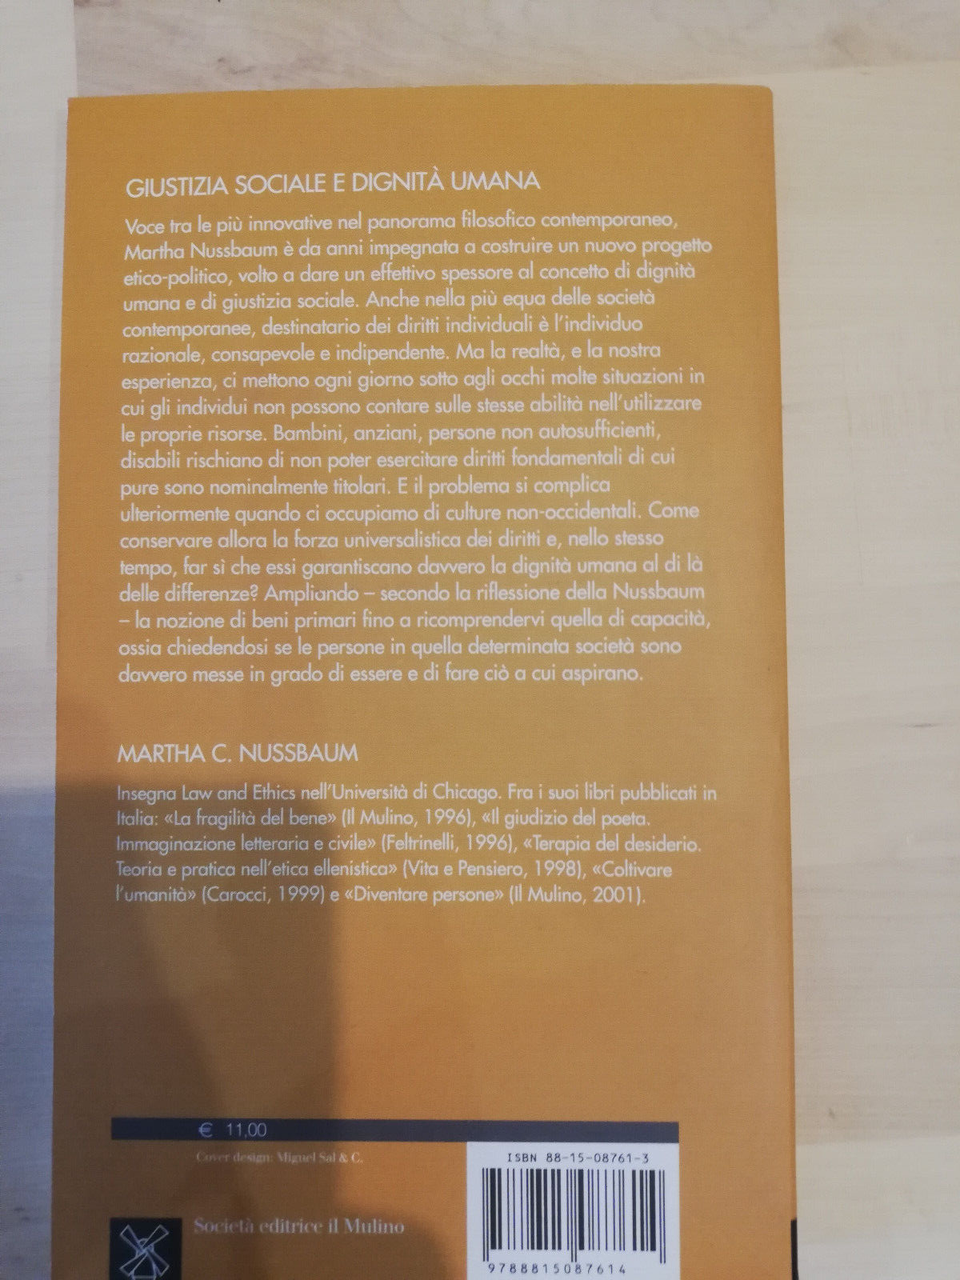 GIUSTIZIA SOCIALE E DIGNITÀ UMANA
Voce tra le più innovative nel panorama filosofico contemporaneo,
Martha Nussbaum è da anni impegnata a costruire un nuovo progetto
etico-politico, volto a dare un effettivo spessore al concetto di dignità
umana e di giustizia sociale. Anche nella più equa delle società
contemporanee, destinatario dei diritti individuali è l'individuo
razionale, consapevole e indipendente. Ma la realtà, e la nostra
esperienza, ci mettono ogni giorno sotto agli occhi molte situazioni in
cui gli individui non possono contare sulle stesse abilità nell'utilizzare
le proprie risorse. Bambini, anziani, persone non autosufficienti,
disabili rischiano di non poter esercitare diritti fondamentali di cui
pure sono nominalmente titolari. E il problema si complica
ulteriormente quando ci occupiamo di culture non-occidentali. Come
conservare allora la forza universalistica dei diritti e, nello stesso
tempo, far sì che essi garantiscano davvero la dignità umana al di là
delle differenze? Ampliando – secondo la riflessione della Nussbaum
– la nozione di beni primari fino a ricomprendervi quella di capacità,
ossia chiedendosi se le persone in quella determinata società sono
davvero messe in grado di essere e di fare ciò a cui aspirano.
MARTHA C. NUSSBAUM
Insegna Law and Ethics nell'Università di Chicago. Fra i suoi libri pubblicati in
Italia: «La fragilità del bene» (Il Mulino, 1996), «Il giudizio del poeta.
Immaginazione letteraria e civile» (Feltrinelli, 1996), «Terapia del desiderio.
Teoria e pratica nell'etica ellenistica» (Vita e Pensiero, 1998), «Coltivare
l'umanità» (Carocci, 1999) e «Diventare persone» (Il Mulino, 2001).
€ 11,00
Cover design: Miguel Sal & C.
ISBN 88-15-08761-3
Società editrice il Mulino
9788815087614